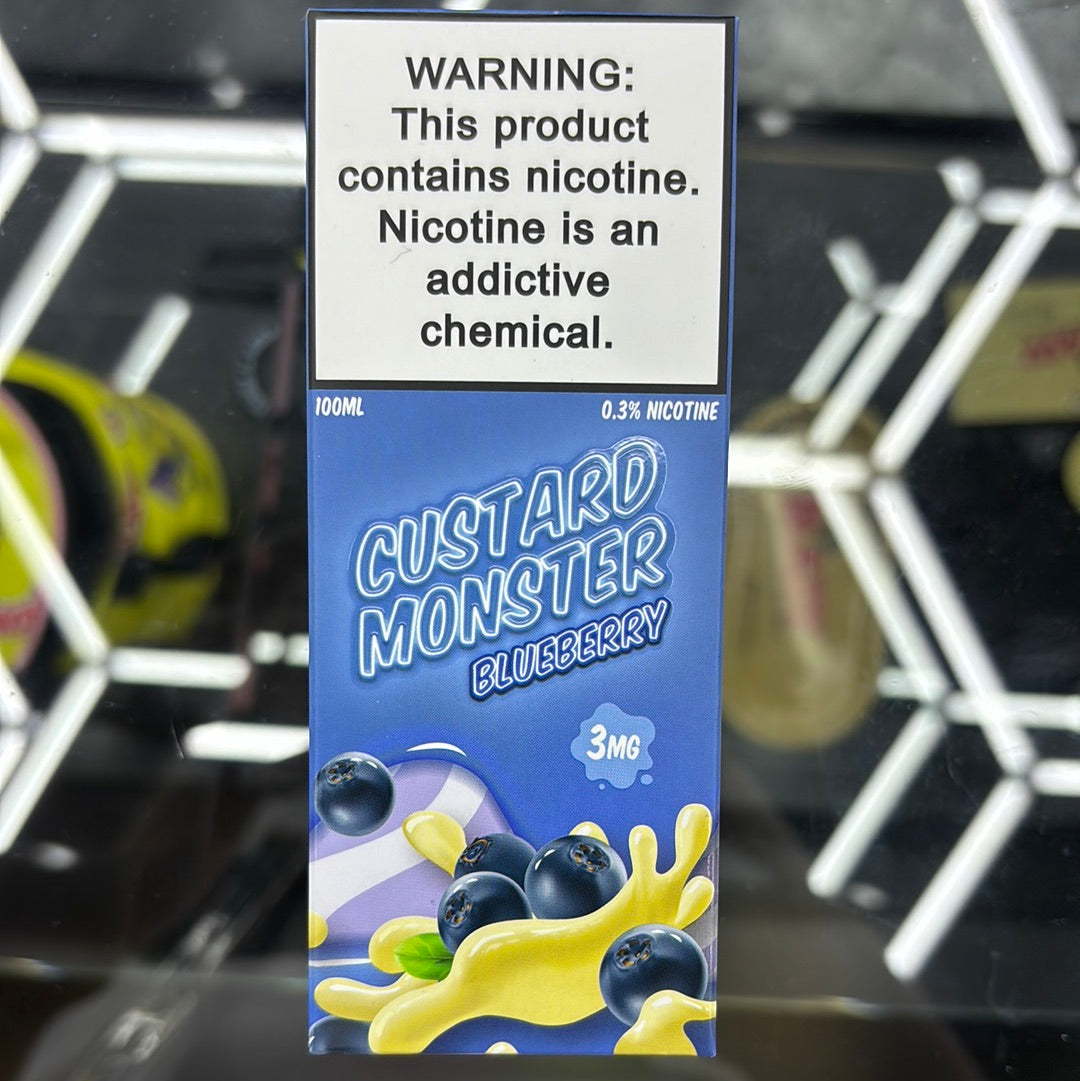 WARNING:
This product
contains nicotine.
Nicotine is an
addictive
chemical.
100ML
0.3% NICOTINE
CUSTARD
MONSTER
BLUEBERRY
3MG